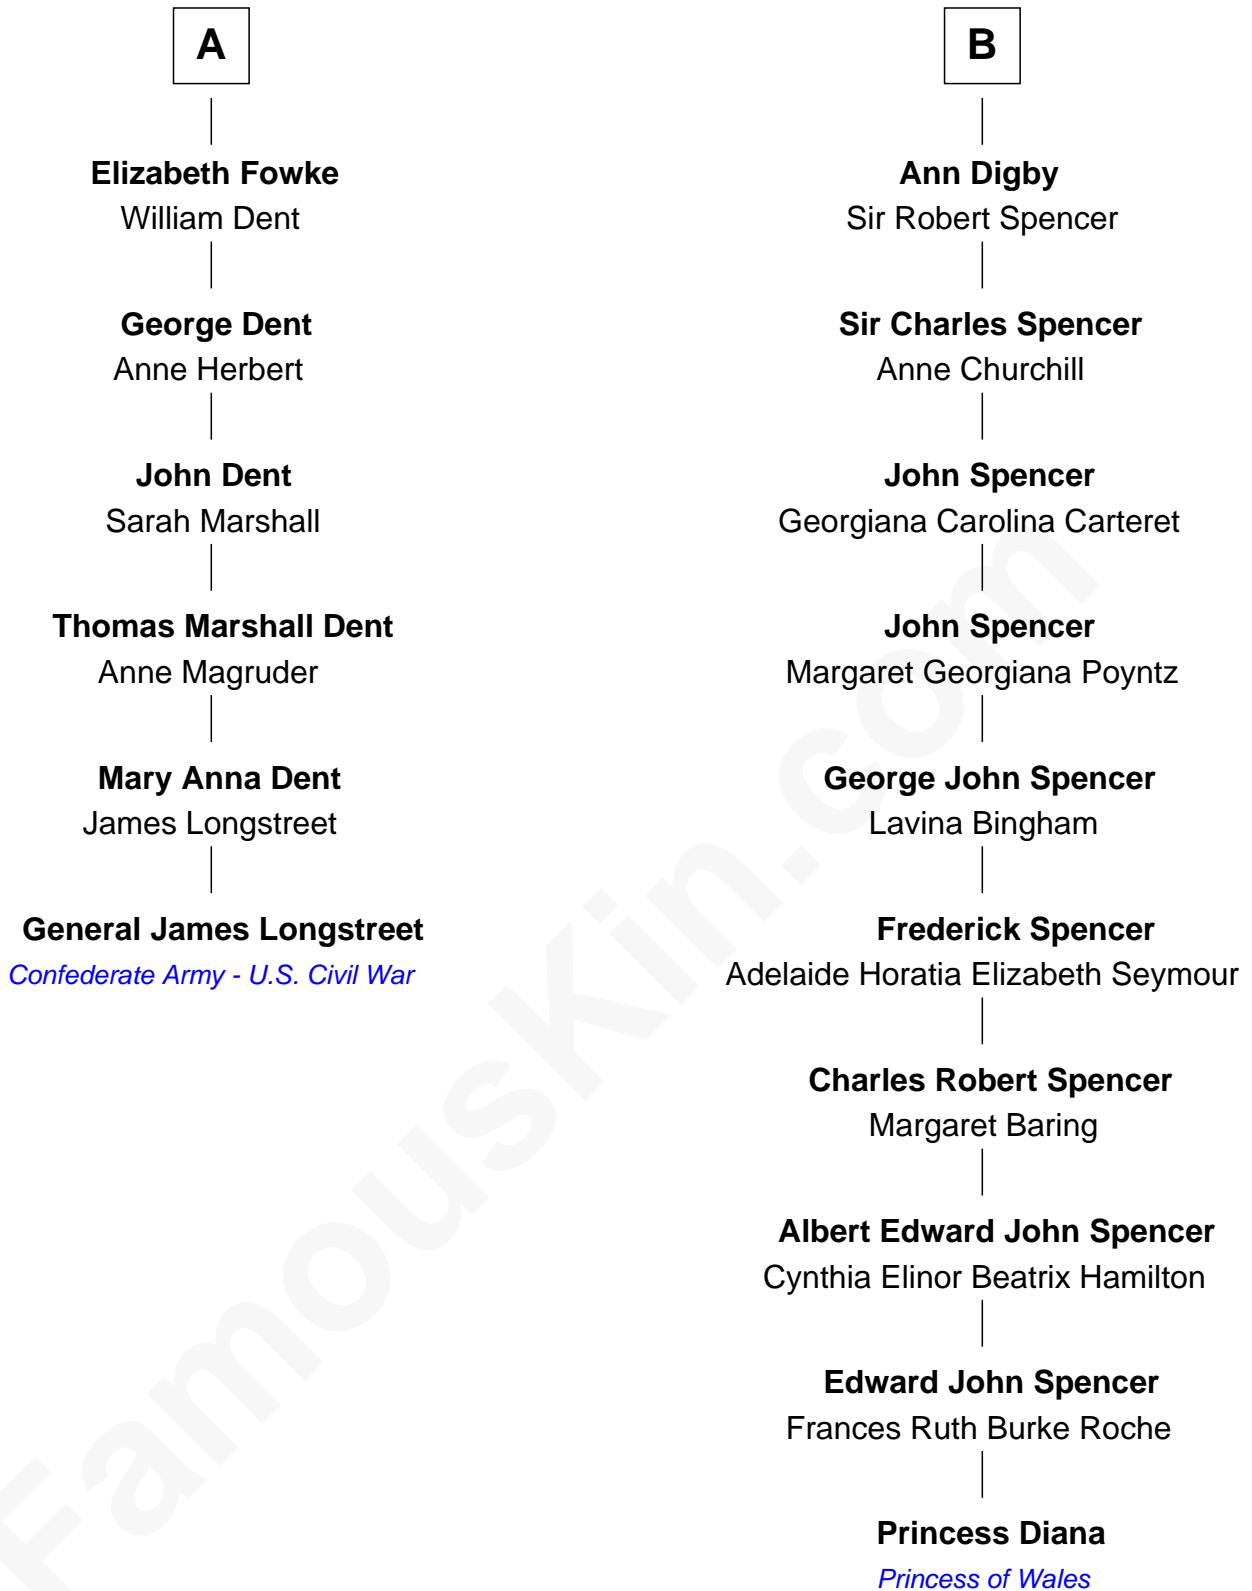 A
Elizabeth Fowke
William Dent
George Dent
Anne Herbert
John Dent
Sarah Marshall
Thomas Marshall Dent
Anne Magruder
Mary Anna Dent
James Longstreet
General James Longstreet
Confederate Army - U.S. Civil War
B
Ann Digby
Sir Robert Spencer
Sir Charles Spencer
Anne Churchill
John Spencer
Georgiana Carolina Carteret
John Spencer
Margaret Georgiana Poyntz
George John Spencer
Lavina Bingham
Frederick Spencer
Adelaide Horatia Elizabeth Seymour
Charles Robert Spencer
Margaret Baring
Albert Edward John Spencer
Cynthia Elinor Beatrix Hamilton
Edward John Spencer
Frances Ruth Burke Roche
Princess Diana
Princess of Wales
FamousKin.com